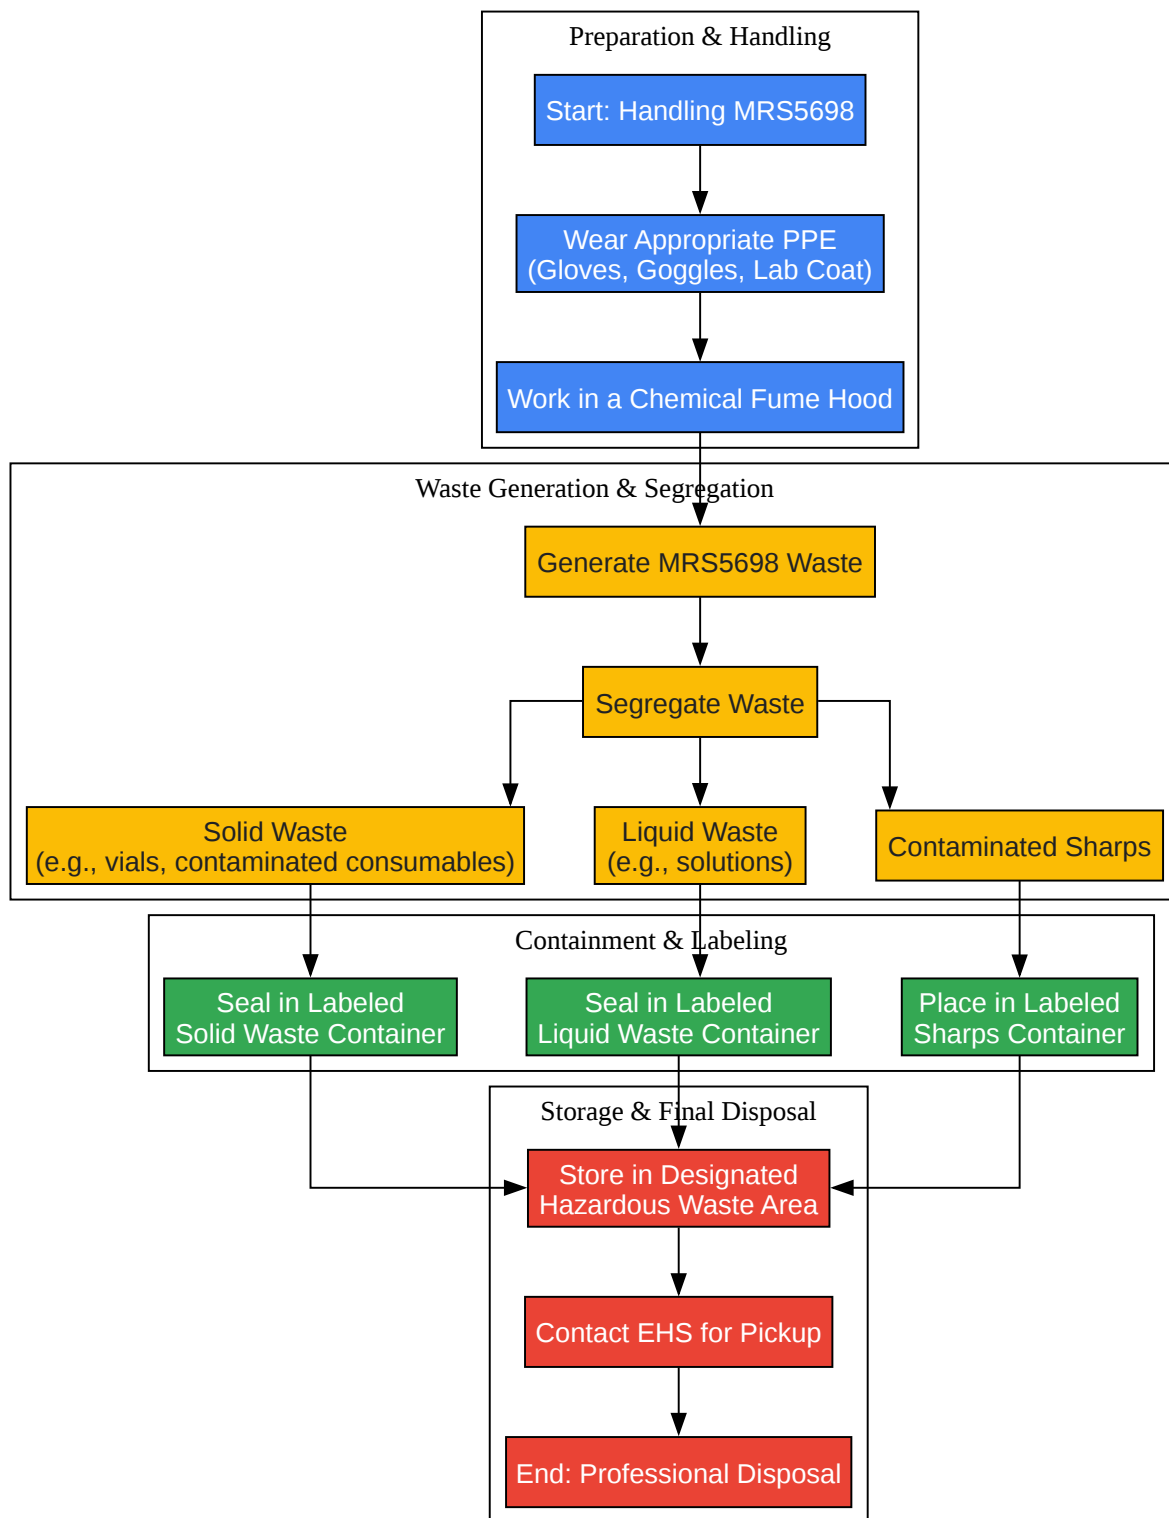 Preparation & Handling
Start: Handling MRS5698
Wear Appropriate PPE
(Gloves, Goggles, Lab Coat)
Work in a Chemical Fume Hood
Waste Generation & Segregation
Generate MRS5698 Waste
Segregate Waste
Solid Waste
(e.g., vials, contaminated consumables)
Liquid Waste
(e.g., solutions)
Contaminated Sharps
Containment & Labeling
Seal in Labeled
Solid Waste Container
Seal in Labeled
Liquid Waste Container
Place in Labeled
Sharps Container
Storage & Final Disposal
Store in Designated
Hazardous Waste Area
Contact EHS for Pickup
End: Professional Disposal